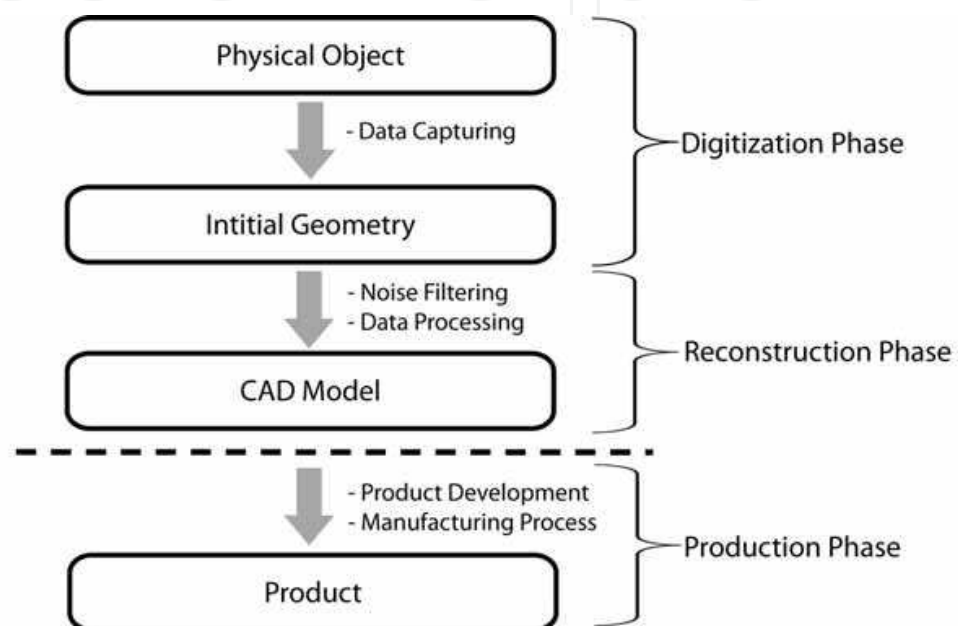 Physical Object
- Data Capturing
Digitization Phase
Intitial Geometry
- Noise Filtering
- Data Processing
Reconstruction Phase
CAD Model
- Product Development
- Manufacturing Process
Production Phase
Product